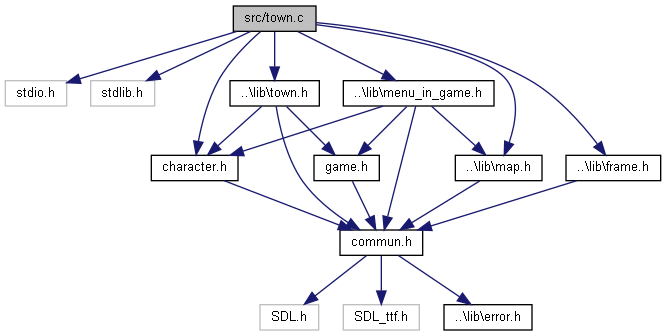 src/town.c
stdio.h
stdlib.h
..\lib\town.h
..\lib\menu_in_game.h
character.h
game.h
..\lib\map.h
..\lib\frame.h
commun.h
SDL.h
SDL_ttf.h
..\lib\error.h